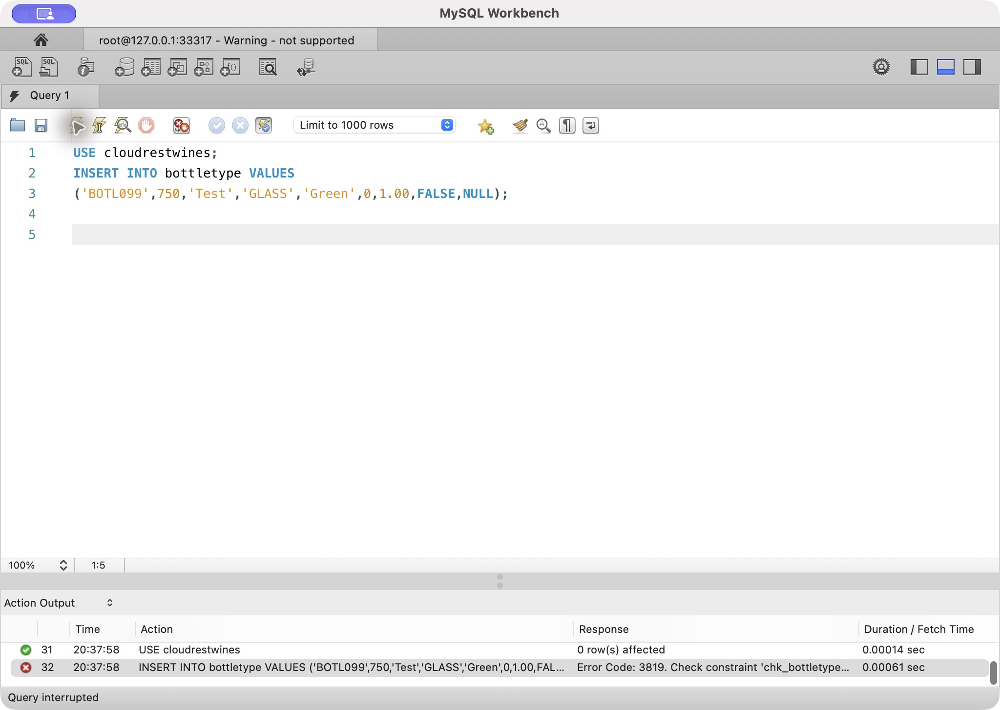 MySQL Workbench
root@127.0.0.1:33317 - Warning - not supported
SQL SQL f()
Query 1
Limit to 1000 rows
1 USE cloudrestwines;
2 INSERT INTO bottletype VALUES
3 ('BOTL099',750,'Test','GLASS','Green',0,1.00,FALSE,NULL);
4
5
100% 1:5
Action Output
Time Action Response Duration / Fetch Time
31 20:37:58 USE cloudrestwines 0 row(s) affected 0.00014 sec
32 20:37:58 INSERT INTO bottletype VALUES ('BOTL099',750,'Test','GLASS','Green',0,1.00,FAL... Error Code: 3819. Check constraint 'chk_bottletype... 0.00061 sec
Query interrupted